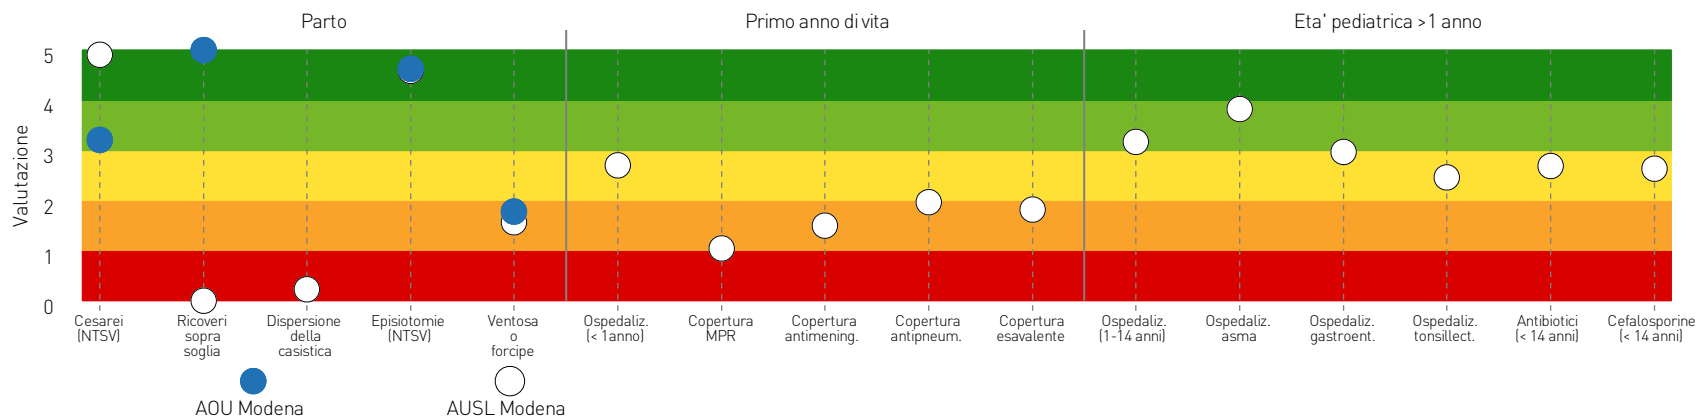 Parto
Primo anno di vita
Eta' pediatrica >1 anno
Valutazione
5
4
3
2
1
0
Cesarei
(NTSV)
Ricoveri
sopra
soglia
Dispersione
della
casistica
Episiotomie
(NTSV)
Ventosa
o
forcipe
Ospedaliz.
(< 1anno)
Copertura
MPR
Copertura
antimening.
Copertura
antipneum.
Copertura
esavalente
Ospedaliz.
(1-14 anni)
Ospedaliz.
asma
Ospedaliz.
gastroent.
Ospedaliz.
tonsillect.
Antibiotici
(< 14 anni)
Cefalosporine
(< 14 anni)
AOU Modena
AUSL Modena